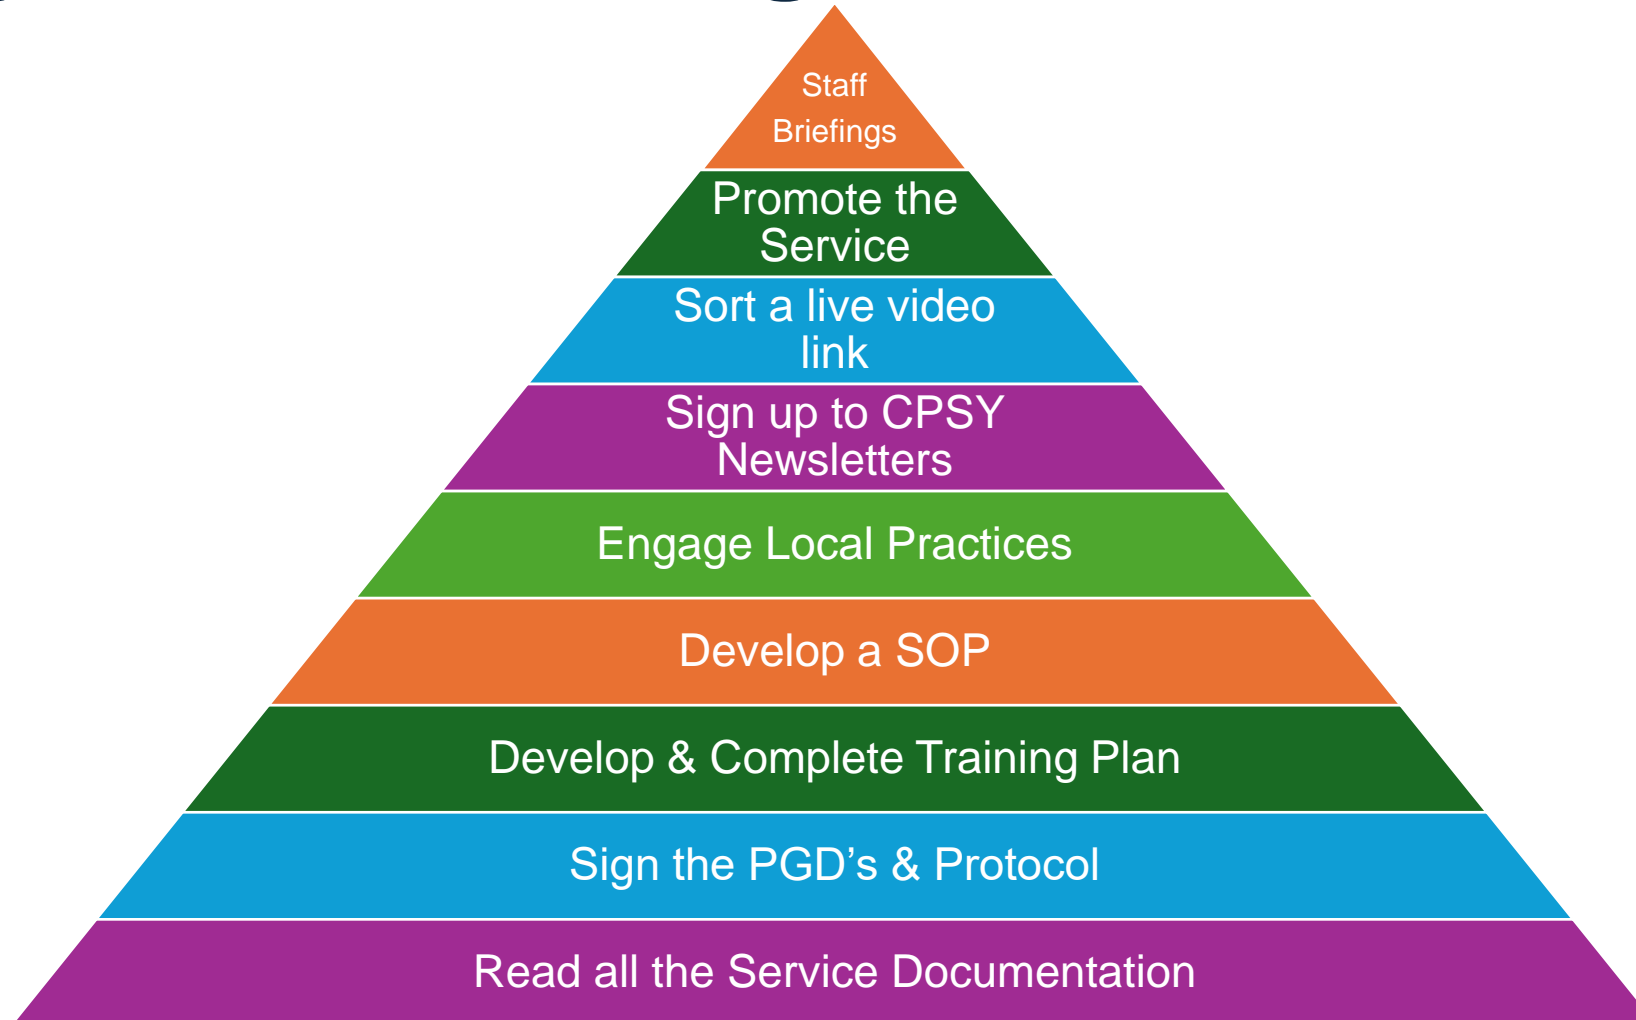 Staff
Briefings
Promote the
Service
Sort a live video
link
Sign up to CPSY
Newsletters
Engage Local Practices
Develop a SOP
Develop & Complete Training Plan
Sign the PGD’s & Protocol
Read all the Service Documentation